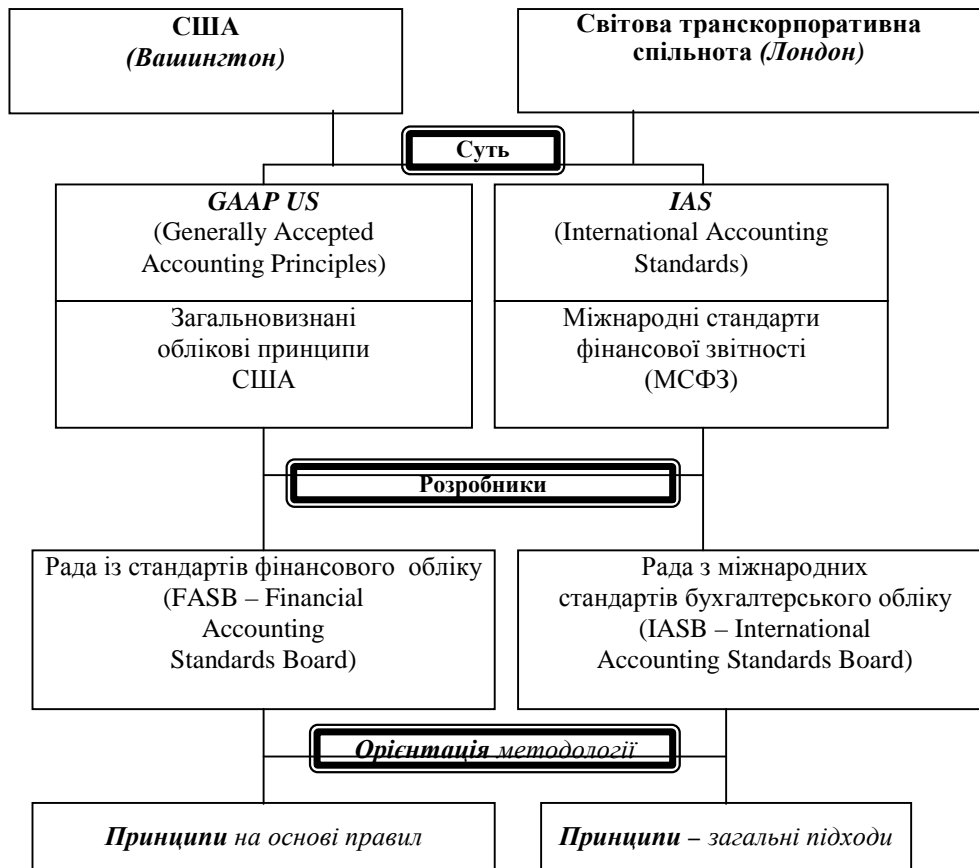 США
(Вашингтон)
Світова транскорпоративна
спільнота (Лондон)
Суть
GAAP US
(Generally Accepted
Accounting Principles)
IAS
(International Accounting
Standards)
Загальновизнані
облікові принципи
США
Міжнародні стандарти
фінансової звітності
(МСФЗ)
Розробники
Рада із стандартів фінансового обліку
(FASB – Financial
Accounting
Standards Board)
Рада з міжнародних
стандартів бухгалтерського обліку
(IASB – International
Accounting Standards Board)
Орієнтація методології
Принципи на основі правил
Принципи – загальні підходи